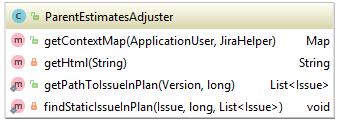 ParentEstimatesAdjuster
getContextMap(ApplicationUser, JiraHelper) Map
getHtml(String) String
getPathToIssueInPlan(Version, long) List<Issue>
findStaticIssueInPlan(Issue, long, List<Issue>) void